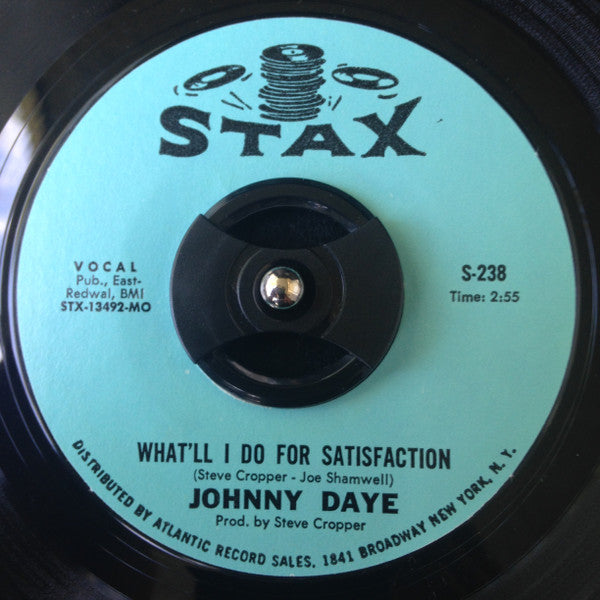 STAX
VOCAL
Pub., East-
Redwal, BMI
STX-13492-MO
S-238
Time: 2:55
WHAT'LL I DO FOR SATISFACTION
(Steve Cropper - Joe Shamwell)
JOHNNY DAYE
Prod. by Steve Cropper
DISTRIBUTED BY ATLANTIC RECORD SALES, 1841 BROADWAY NEW YORK, N. Y.